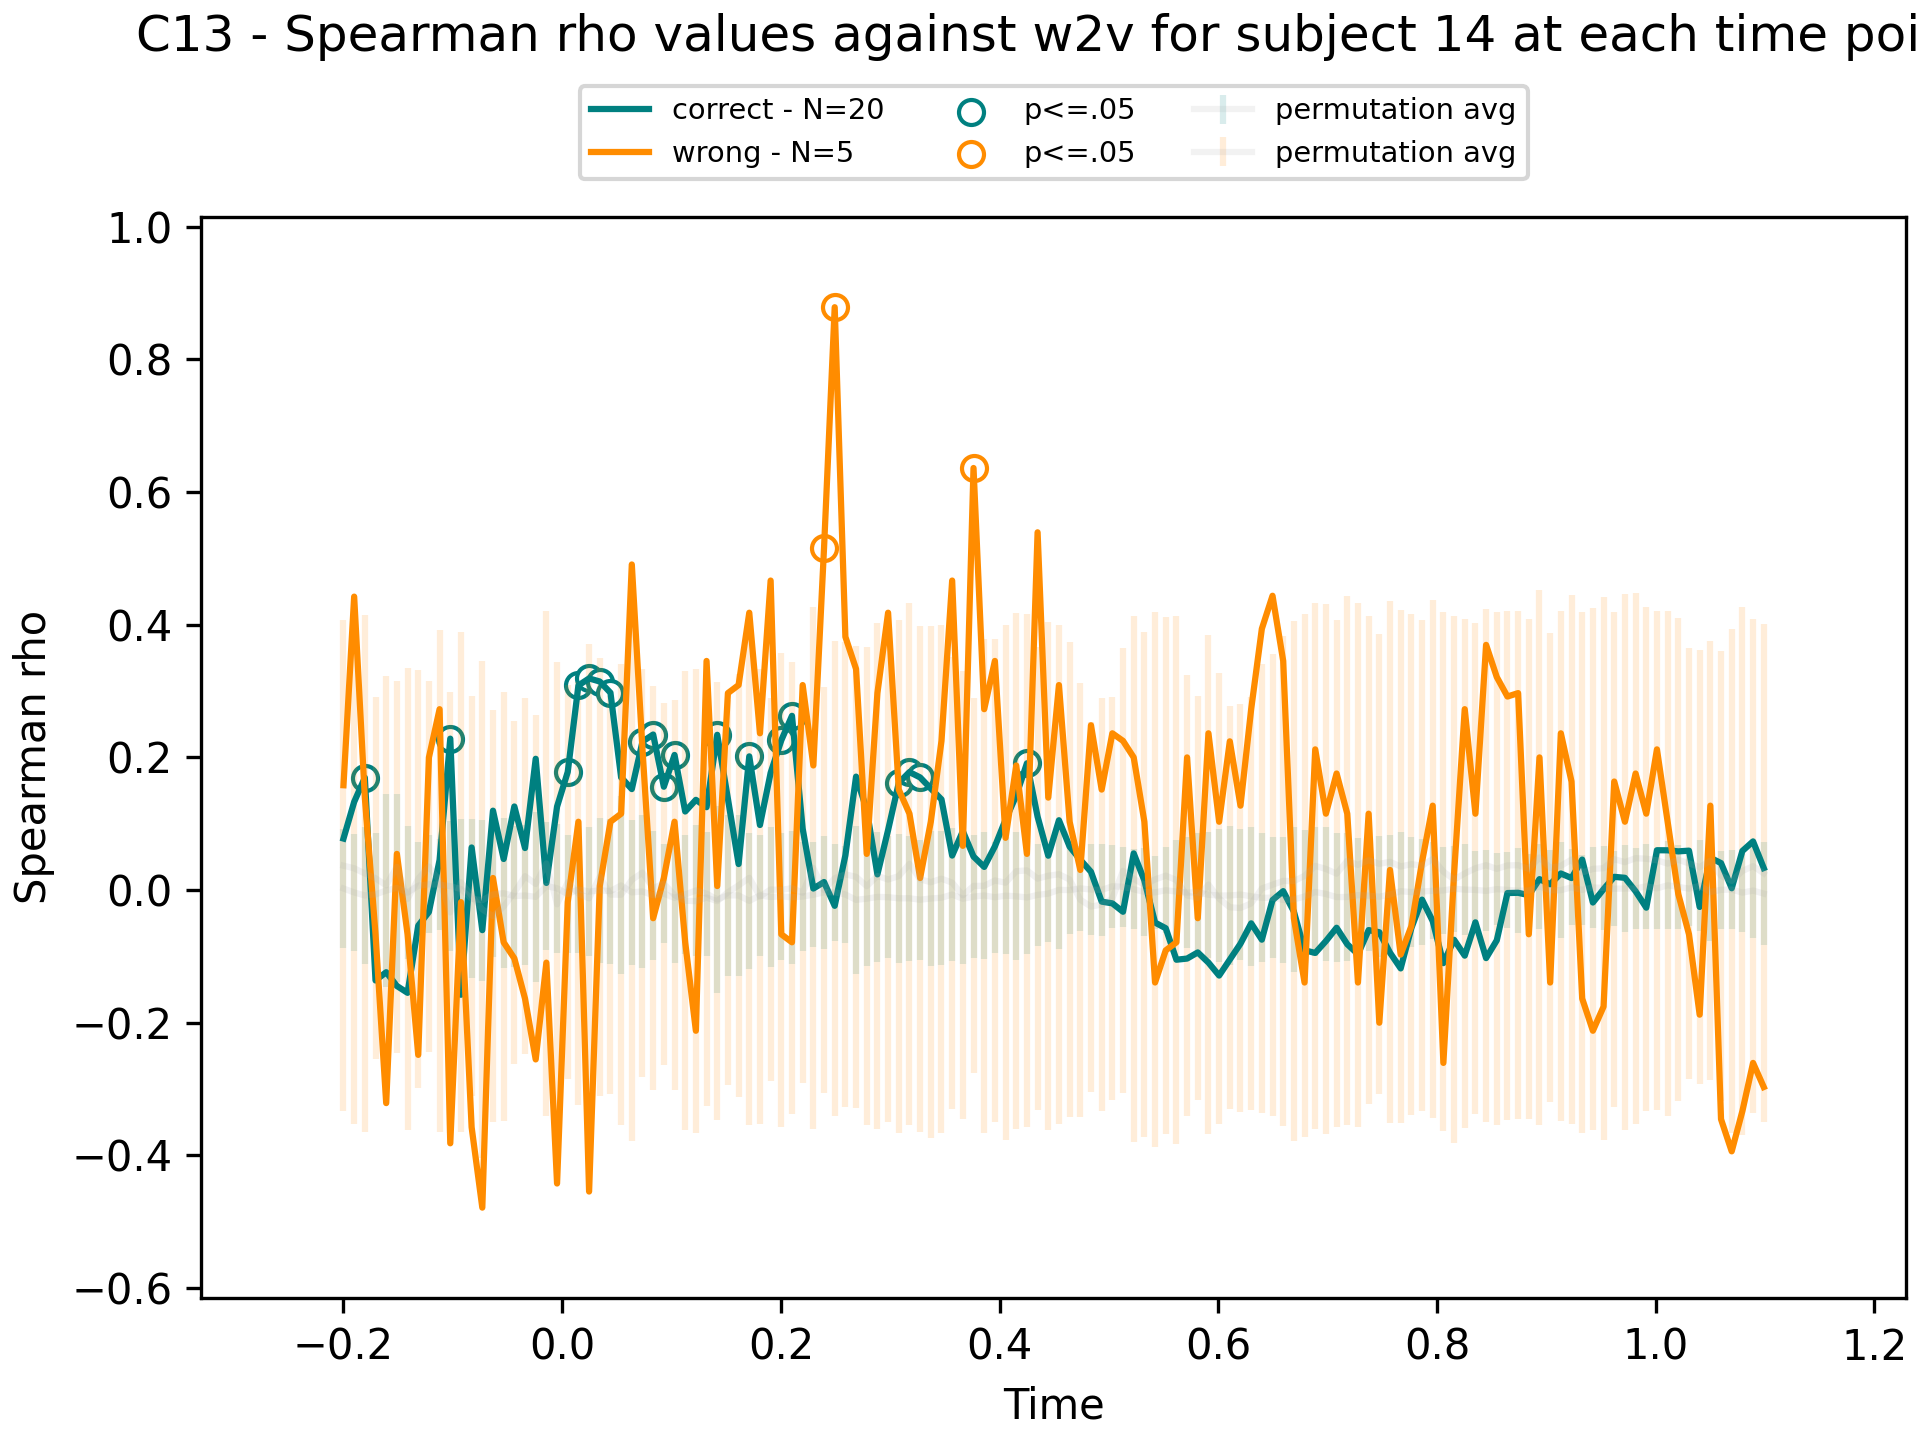 C13 - Spearman rho values against w2v for subject 14 at each time poi
correct - N=20
wrong - N=5
p<=.05
p<=.05
permutation avg
permutation avg
1.0
0.8
0.6
0.4
0.2
0.0
−0.2
−0.4
−0.6
Spearman rho
−0.2 0.0 0.2 0.4 0.6 0.8 1.0 1.2
Time